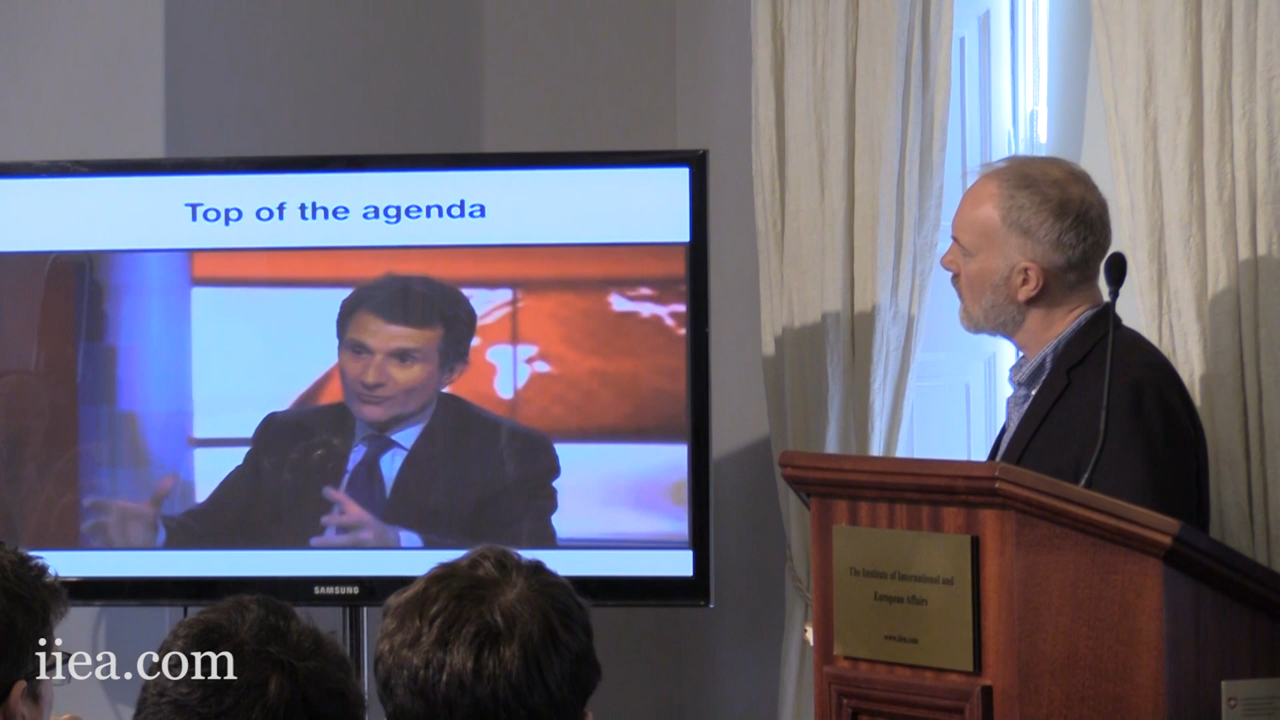 Top of the agenda
SAMSUNG
The Institute of International and
European Affairs
www.iiea.com
iiea.com